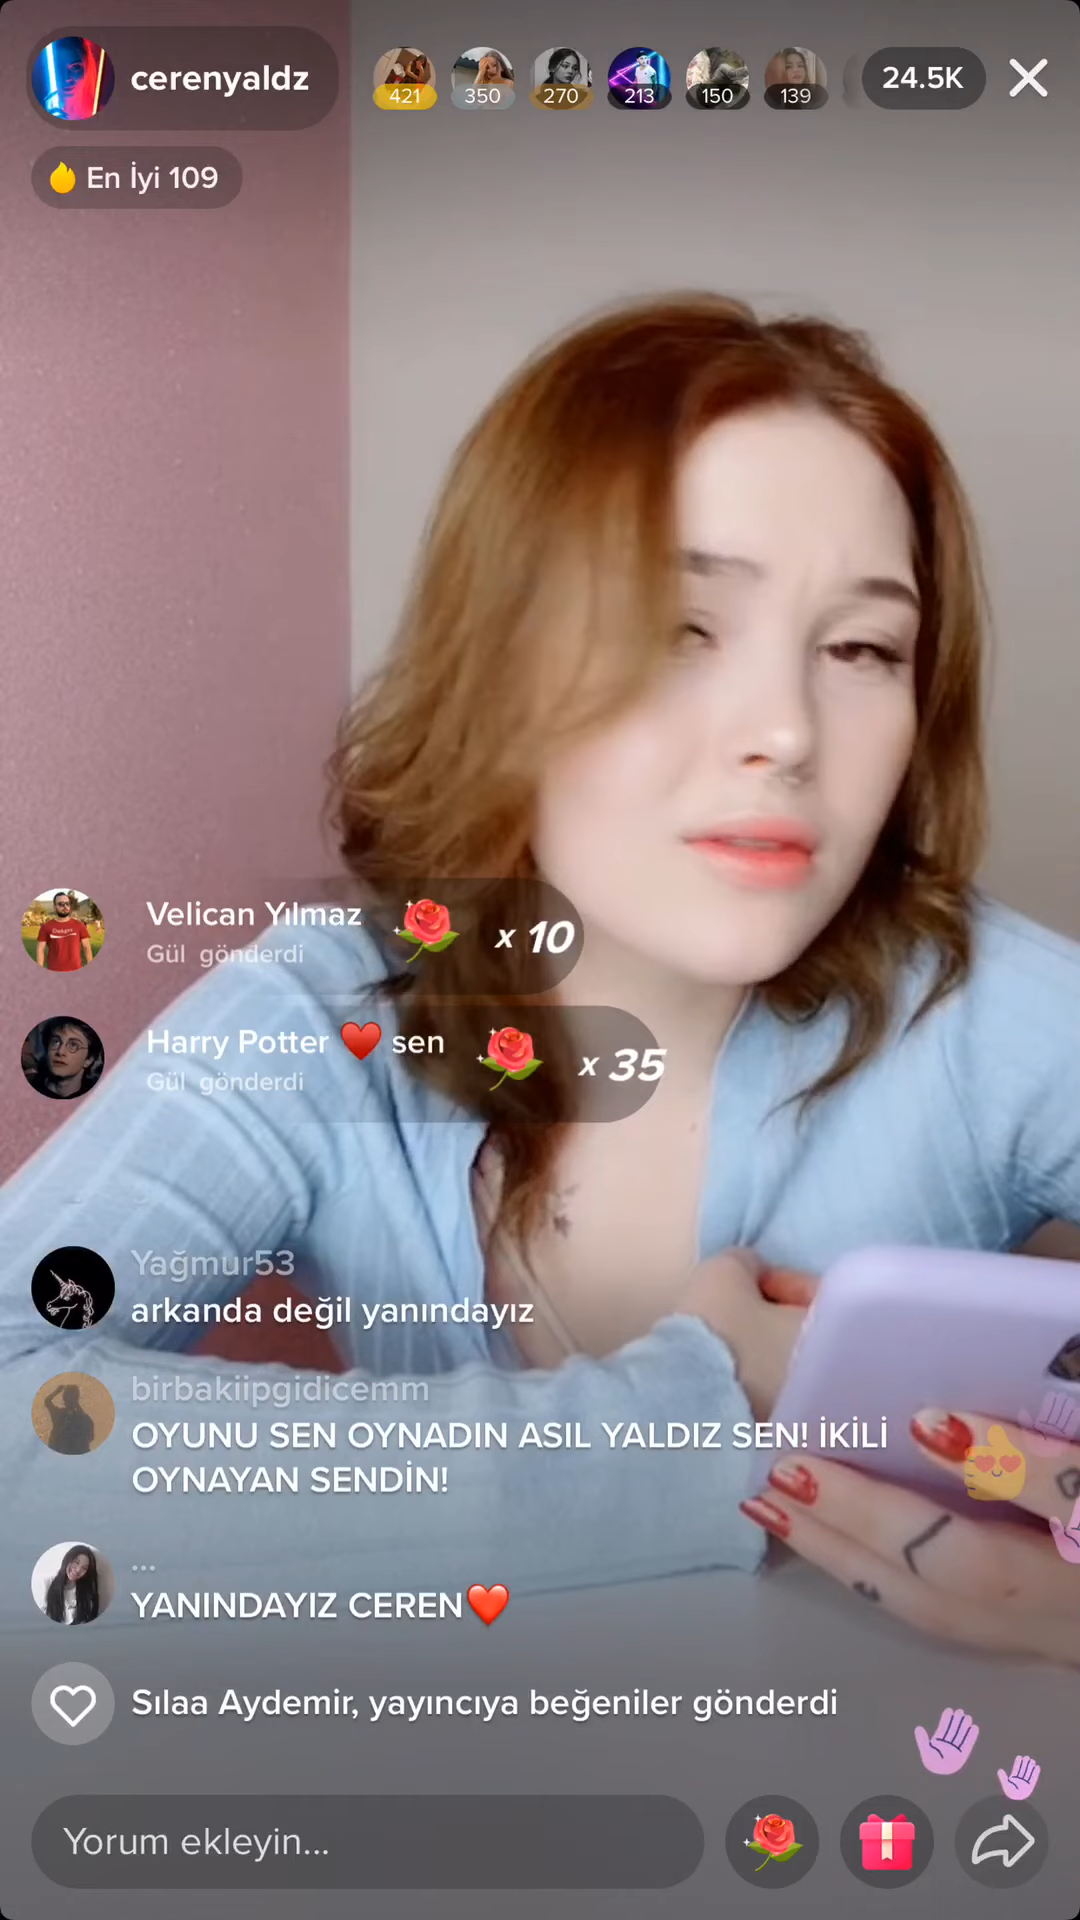 cerenyaldz
421
350
270
213
150
139
24.5K
En İyi 109
Velican Yılmaz
Gül gönderdi
x 10
Harry Potter ❤️ sen
Gül gönderdi
x 35
Yağmur53
arkanda değil yanındayız
birbakiipgidicemm
OYUNU SEN OYNADIN ASIL YALDIZ SEN! İKİLİ
OYNAYAN SENDİN!
...
YANINDAYIZ CEREN❤️
Sılaa Aydemir, yayıncıya beğeniler gönderdi
Yorum ekleyin...